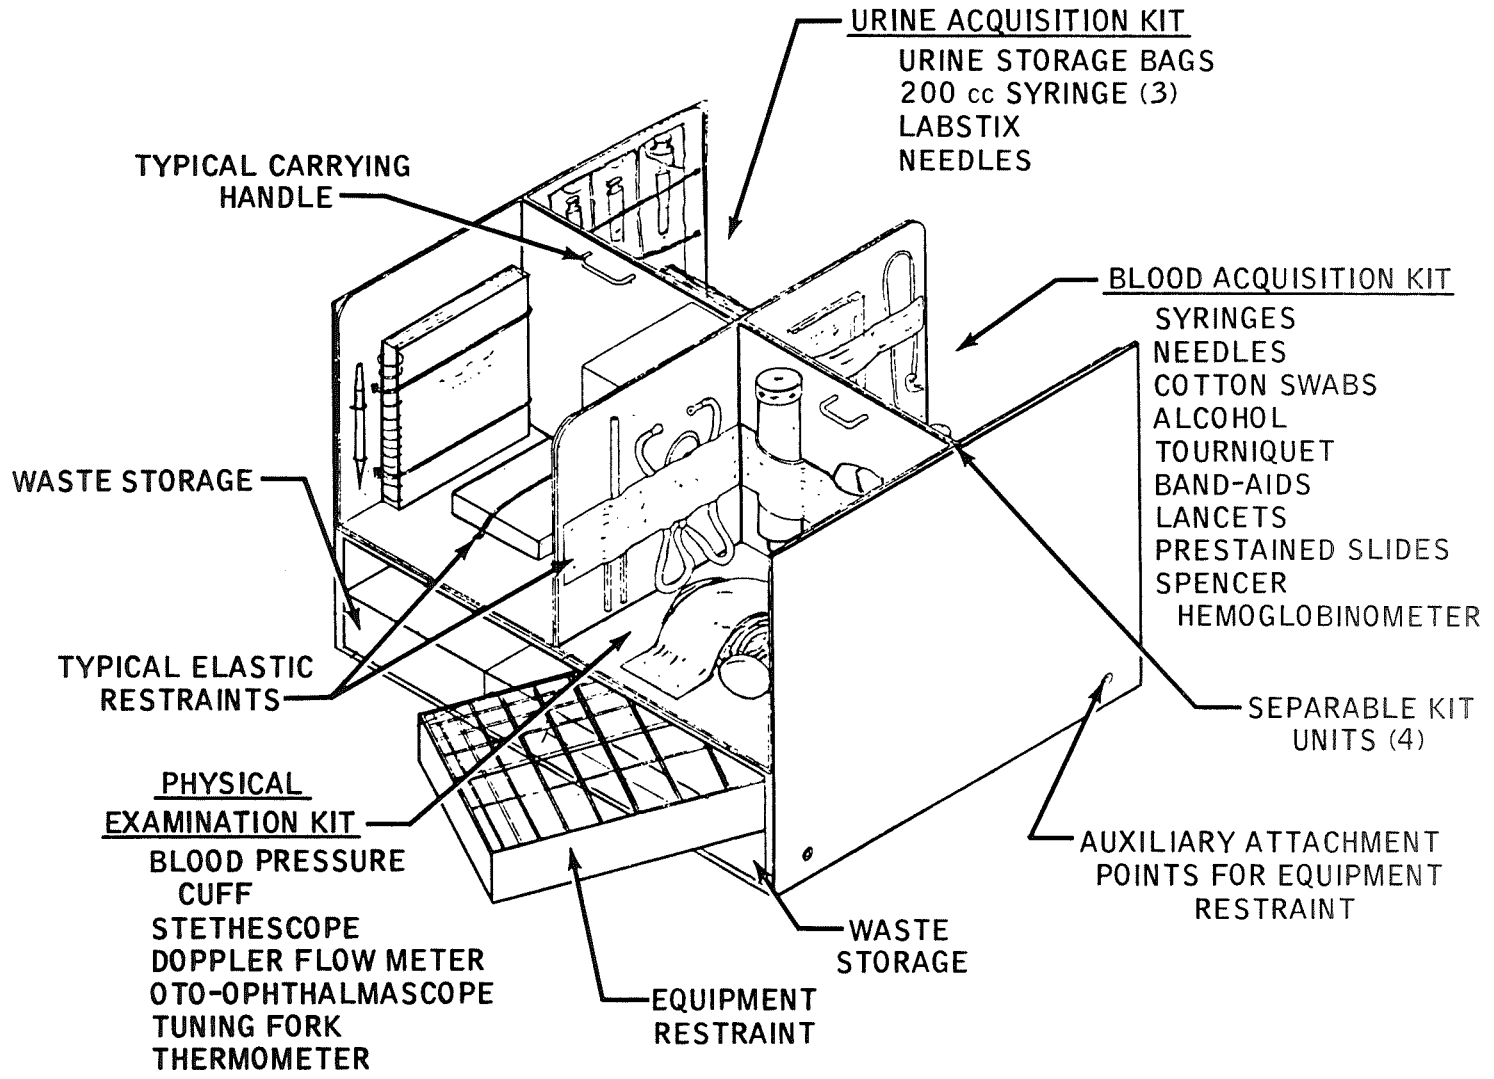 URINE ACQUISITION KIT
URINE STORAGE BAGS
200 cc SYRINGE (3)
LABSTIX
NEEDLES
TYPICAL CARRYING
HANDLE
BLOOD ACQUISITION KIT
SYRINGES
NEEDLES
COTTON SWABS
ALCOHOL
TOURNIQUET
BAND-AIDS
LANCETS
PRESTAINED SLIDES
SPENCER
HEMOGLOBINOMETER
WASTE STORAGE
TYPICAL ELASTIC
RESTRAINTS
SEPARABLE KIT
UNITS (4)
PHYSICAL
EXAMINATION KIT
BLOOD PRESSURE
CUFF
STETHESCOPE
DOPPLER FLOW METER
OTO-OPHTHALMASCOPE
TUNING FORK
THERMOMETER
AUXILIARY ATTACHMENT
POINTS FOR EQUIPMENT
RESTRAINT
WASTE
STORAGE
EQUIPMENT
RESTRAINT